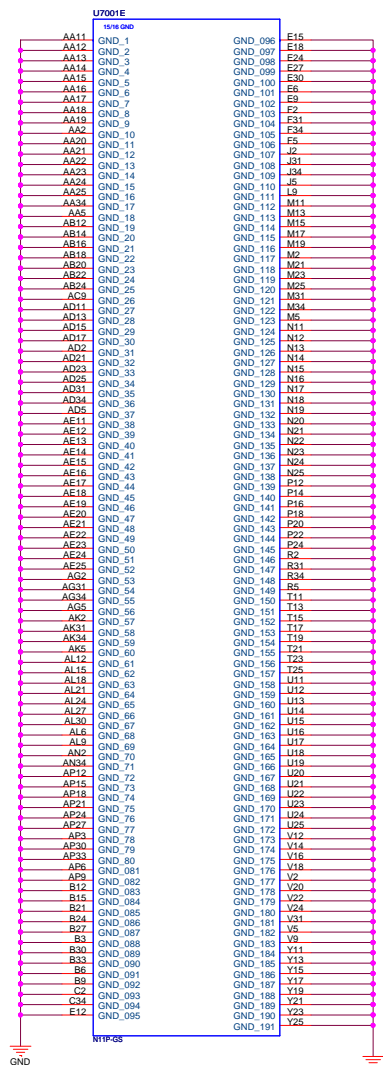 U7001E
15/16 GND
AA11 GND_1
AA12 GND_2
AA13 GND_3
AA14 GND_4
AA15 GND_5
AA16 GND_6
AA17 GND_7
AA18 GND_8
AA19 GND_9
AA2 GND_10
AA20 GND_11
AA21 GND_12
AA22 GND_13
AA23 GND_14
AA24 GND_15
AA25 GND_16
AA34 GND_17
AA5 GND_18
AB12 GND_19
AB14 GND_20
AB16 GND_21
AB18 GND_22
AB20 GND_23
AB22 GND_24
AB24 GND_25
AC9 GND_26
AD11 GND_27
AD13 GND_28
AD15 GND_29
AD17 GND_30
AD2 GND_31
AD21 GND_32
AD23 GND_33
AD25 GND_34
AD31 GND_35
AD34 GND_36
AD5 GND_37
AE11 GND_38
AE12 GND_39
AE13 GND_40
AE14 GND_41
AE15 GND_42
AE16 GND_43
AE17 GND_44
AE18 GND_45
AE19 GND_46
AE20 GND_47
AE21 GND_48
AE22 GND_49
AE23 GND_50
AE24 GND_51
AE25 GND_52
AG2 GND_53
AG31 GND_54
AG34 GND_55
AG5 GND_56
AK2 GND_57
AK31 GND_58
AK34 GND_59
AK5 GND_60
AL12 GND_61
AL15 GND_62
AL18 GND_63
AL21 GND_64
AL24 GND_65
AL27 GND_66
AL30 GND_67
AL6 GND_68
AL9 GND_69
AN2 GND_70
AN34 GND_71
AP12 GND_72
AP15 GND_73
AP18 GND_74
AP21 GND_75
AP24 GND_76
AP27 GND_77
AP3 GND_78
AP30 GND_79
AP33 GND_80
AP6 GND_081
AP9 GND_082
B12 GND_083
B15 GND_084
B21 GND_085
B24 GND_086
B27 GND_087
B3 GND_088
B30 GND_089
B33 GND_090
B6 GND_091
B9 GND_092
C2 GND_093
C34 GND_094
E12 GND_095
GND_096 E15
GND_097 E18
GND_098 E24
GND_099 E27
GND_100 E30
GND_101 E6
GND_102 E9
GND_103 F2
GND_104 F31
GND_105 F34
GND_106 F5
GND_107 J2
GND_108 J31
GND_109 J34
GND_110 J5
GND_111 L9
GND_112 M11
GND_113 M13
GND_114 M15
GND_115 M17
GND_116 M19
GND_117 M2
GND_118 M21
GND_119 M23
GND_120 M25
GND_121 M31
GND_122 M34
GND_123 M5
GND_124 N11
GND_125 N12
GND_126 N13
GND_127 N14
GND_128 N15
GND_129 N16
GND_130 N17
GND_131 N18
GND_132 N19
GND_133 N20
GND_134 N21
GND_135 N22
GND_136 N23
GND_137 N24
GND_138 N25
GND_139 P12
GND_140 P14
GND_141 P16
GND_142 P18
GND_143 P20
GND_144 P22
GND_145 P24
GND_146 R2
GND_147 R31
GND_148 R34
GND_149 R5
GND_150 T11
GND_151 T13
GND_152 T15
GND_153 T17
GND_154 T19
GND_155 T21
GND_156 T23
GND_157 T25
GND_158 U11
GND_159 U12
GND_160 U13
GND_161 U14
GND_162 U15
GND_163 U16
GND_164 U17
GND_165 U18
GND_166 U19
GND_167 U20
GND_168 U21
GND_169 U22
GND_170 U23
GND_171 U24
GND_172 U25
GND_173 V12
GND_174 V14
GND_175 V16
GND_176 V18
GND_177 V2
GND_178 V20
GND_179 V22
GND_180 V24
GND_181 V31
GND_182 V5
GND_183 V9
GND_184 Y11
GND_185 Y13
GND_186 Y15
GND_187 Y17
GND_188 Y19
GND_189 Y21
GND_190 Y23
GND_191 Y25
N11P-GS
GND